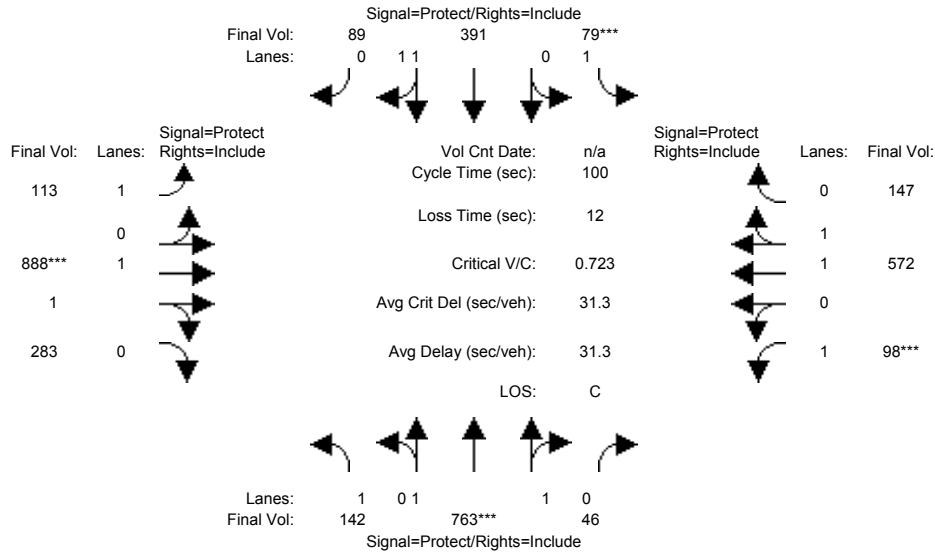 Signal=Protect/Rights=Include
Final Vol: 89 391 79***
Lanes: 0 1 1 0 1
Signal=Protect Signal=Protect
Final Vol: Lanes: Rights=Include Vol Cnt Date: n/a Rights=Include Lanes: Final Vol:
Cycle Time (sec): 100
113 1 0 147
Loss Time (sec): 12
0 1
888*** 1 Critical V/C: 0.723 1 572
1 Avg Crit Del (sec/veh): 31.3 0
283 0 Avg Delay (sec/veh): 31.3 1 98***
LOS: C
Lanes: 1 0 1 1 0
Final Vol: 142 763*** 46
Signal=Protect/Rights=Include